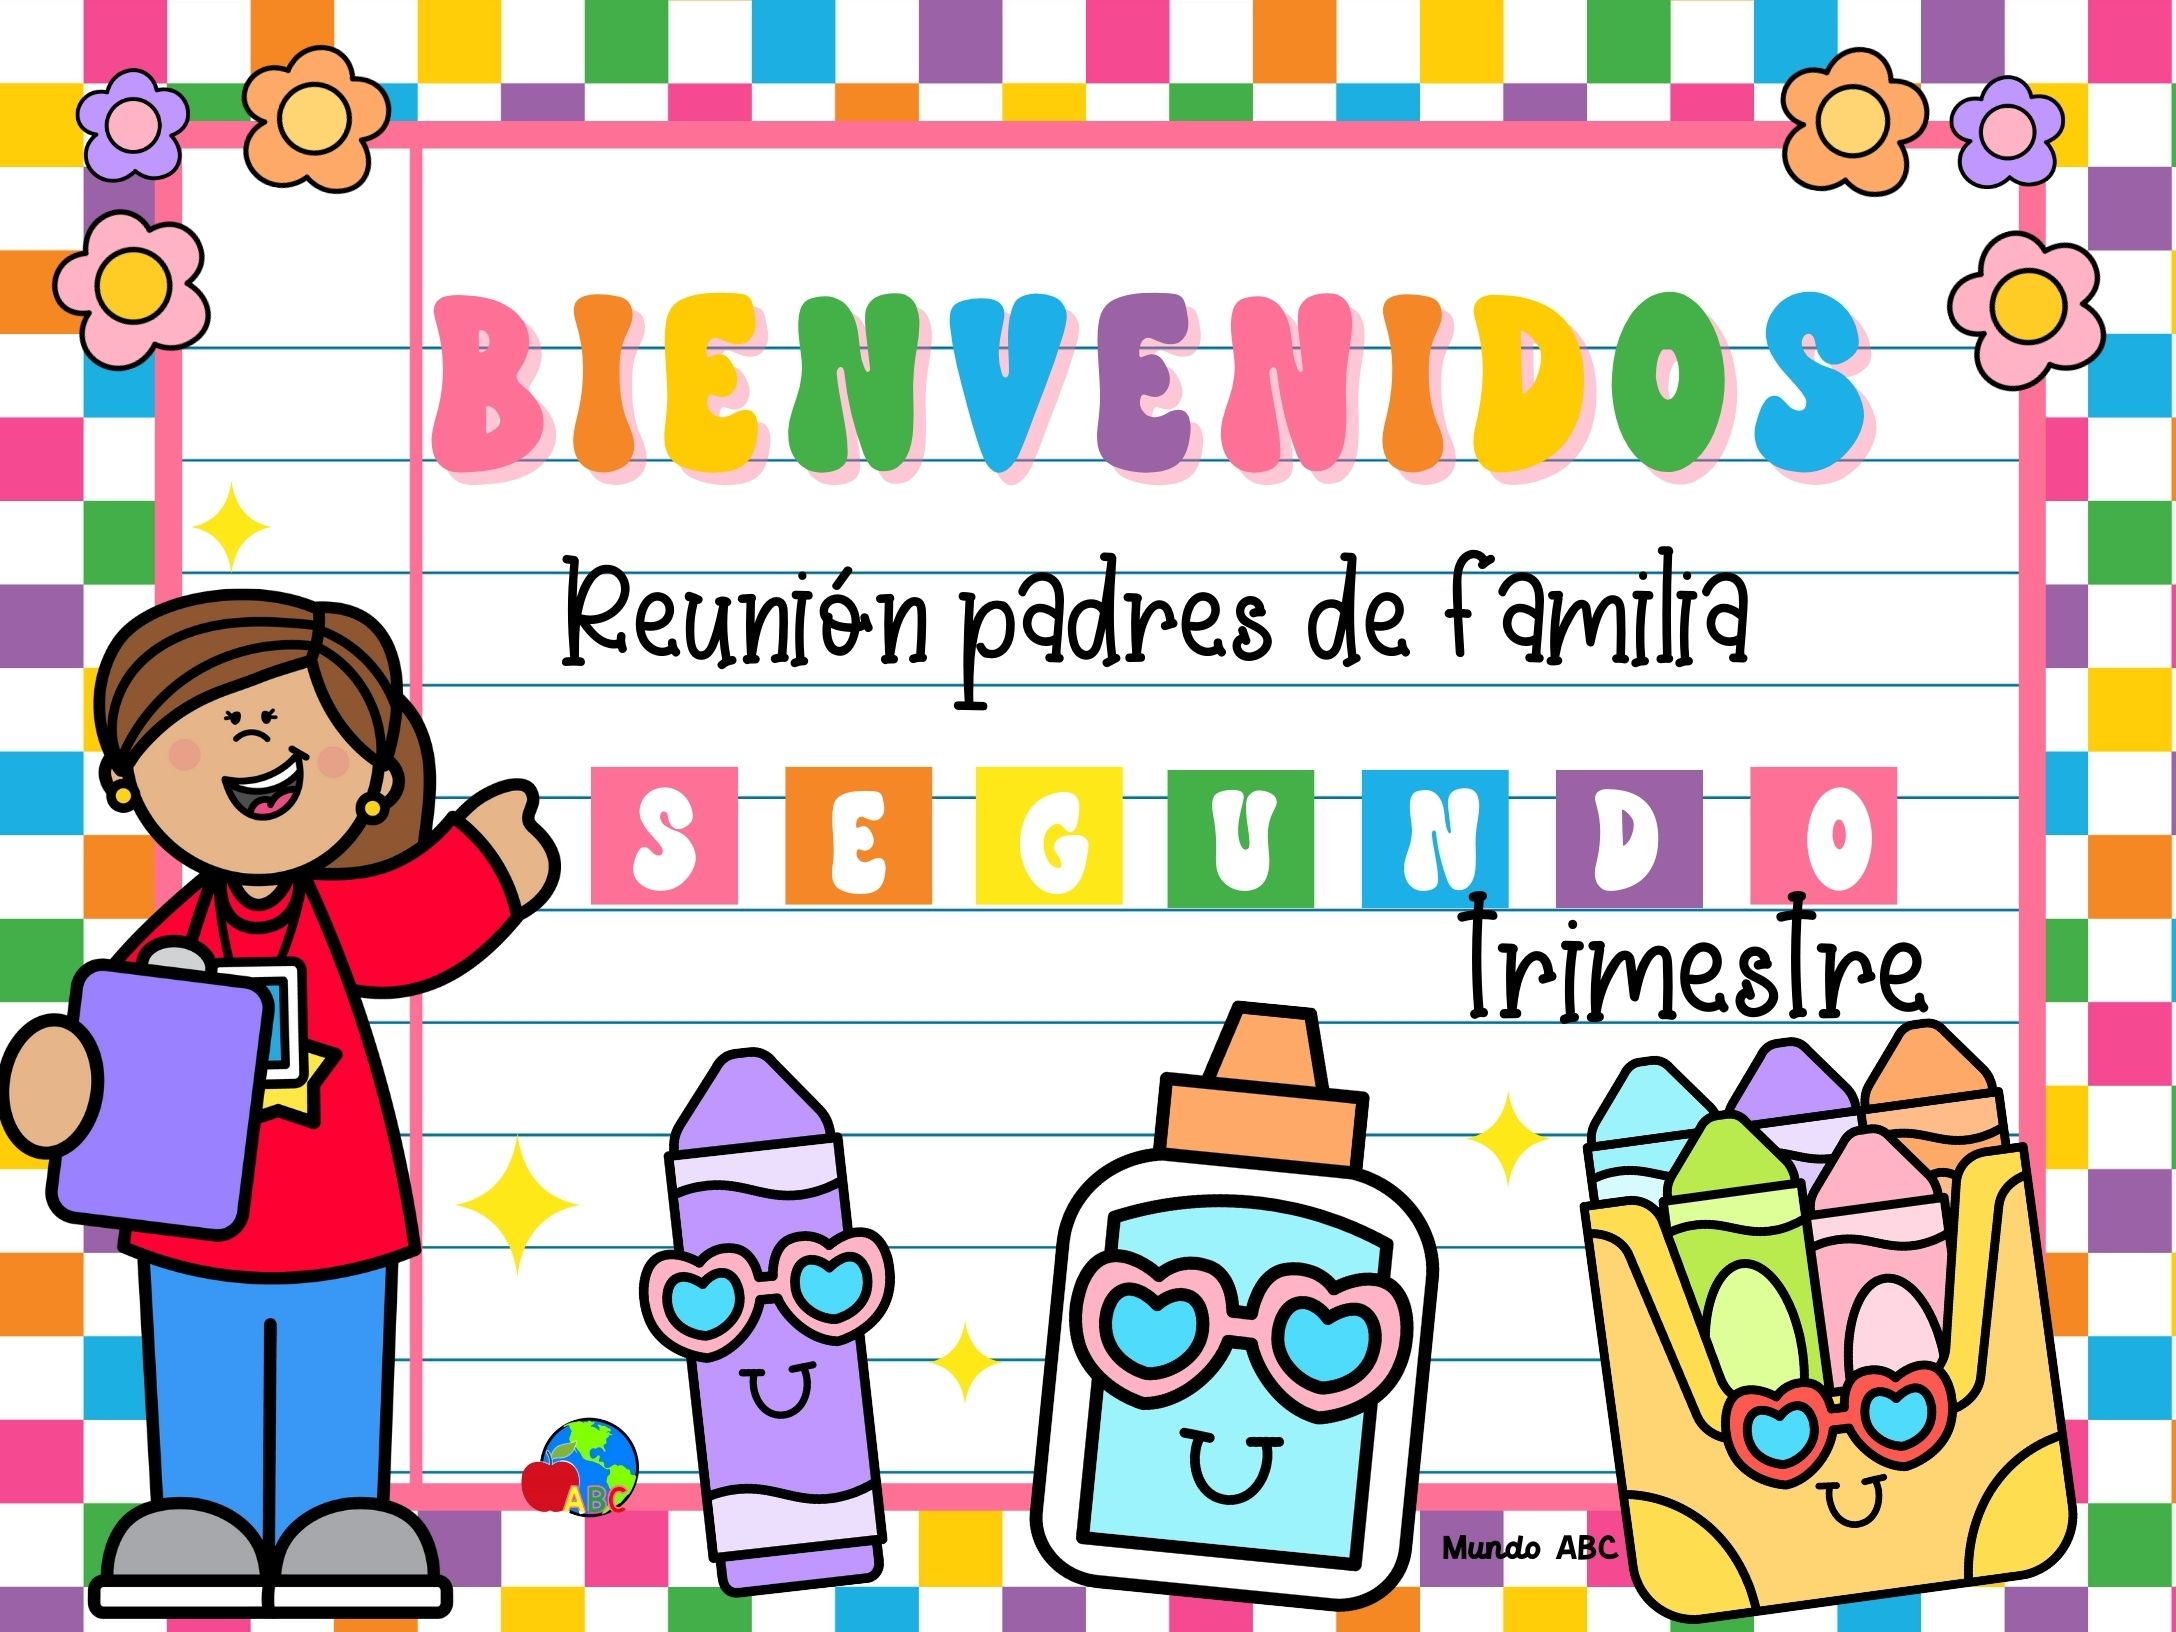 BIENVENIDOS
Reunión padres de familia
SEGUNDO
Trimestre
ABC
Mundo ABC